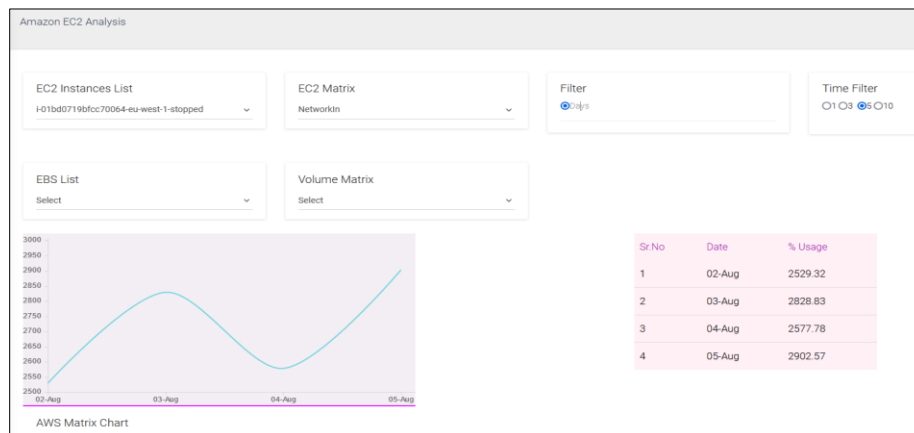 Amazon EC2 Analysis
EC2 Instances List
EC2 Matrix
Filter
Time Filter
i-01bd0719bfcc70064-eu-west-1-stopped
NetworkIn
Days
1 3 5 10
EBS List
Volume Matrix
Select
Select
3000
2950
2900
2850
2800
2750
2700
2650
2600
2550
2500
02-Aug 03-Aug 04-Aug 05-Aug
AWS Matrix Chart
Sr.No Date % Usage
1 02-Aug 2529.32
2 03-Aug 2828.83
3 04-Aug 2577.78
4 05-Aug 2902.57